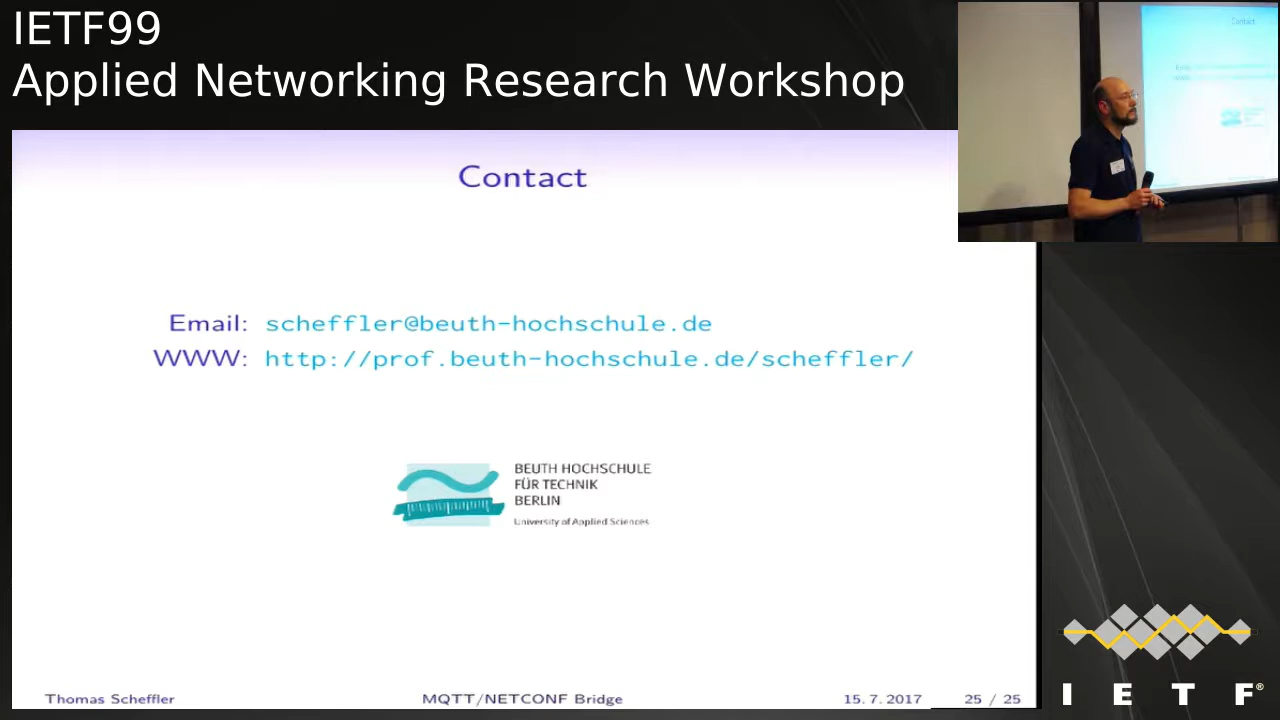 IETF99
Applied Networking Research Workshop
Contact
Contact
Email: scheffler@beuth-hochschule.de
WWW: http://prof.beuth-hochschule.de/scheffler/
BEUTH HOCHSCHULE
FÜR TECHNIK
BERLIN
University of Applied Sciences
Thomas Scheffler MQTT/NETCONF Bridge 15.7.2017 25 / 25
I E T F®